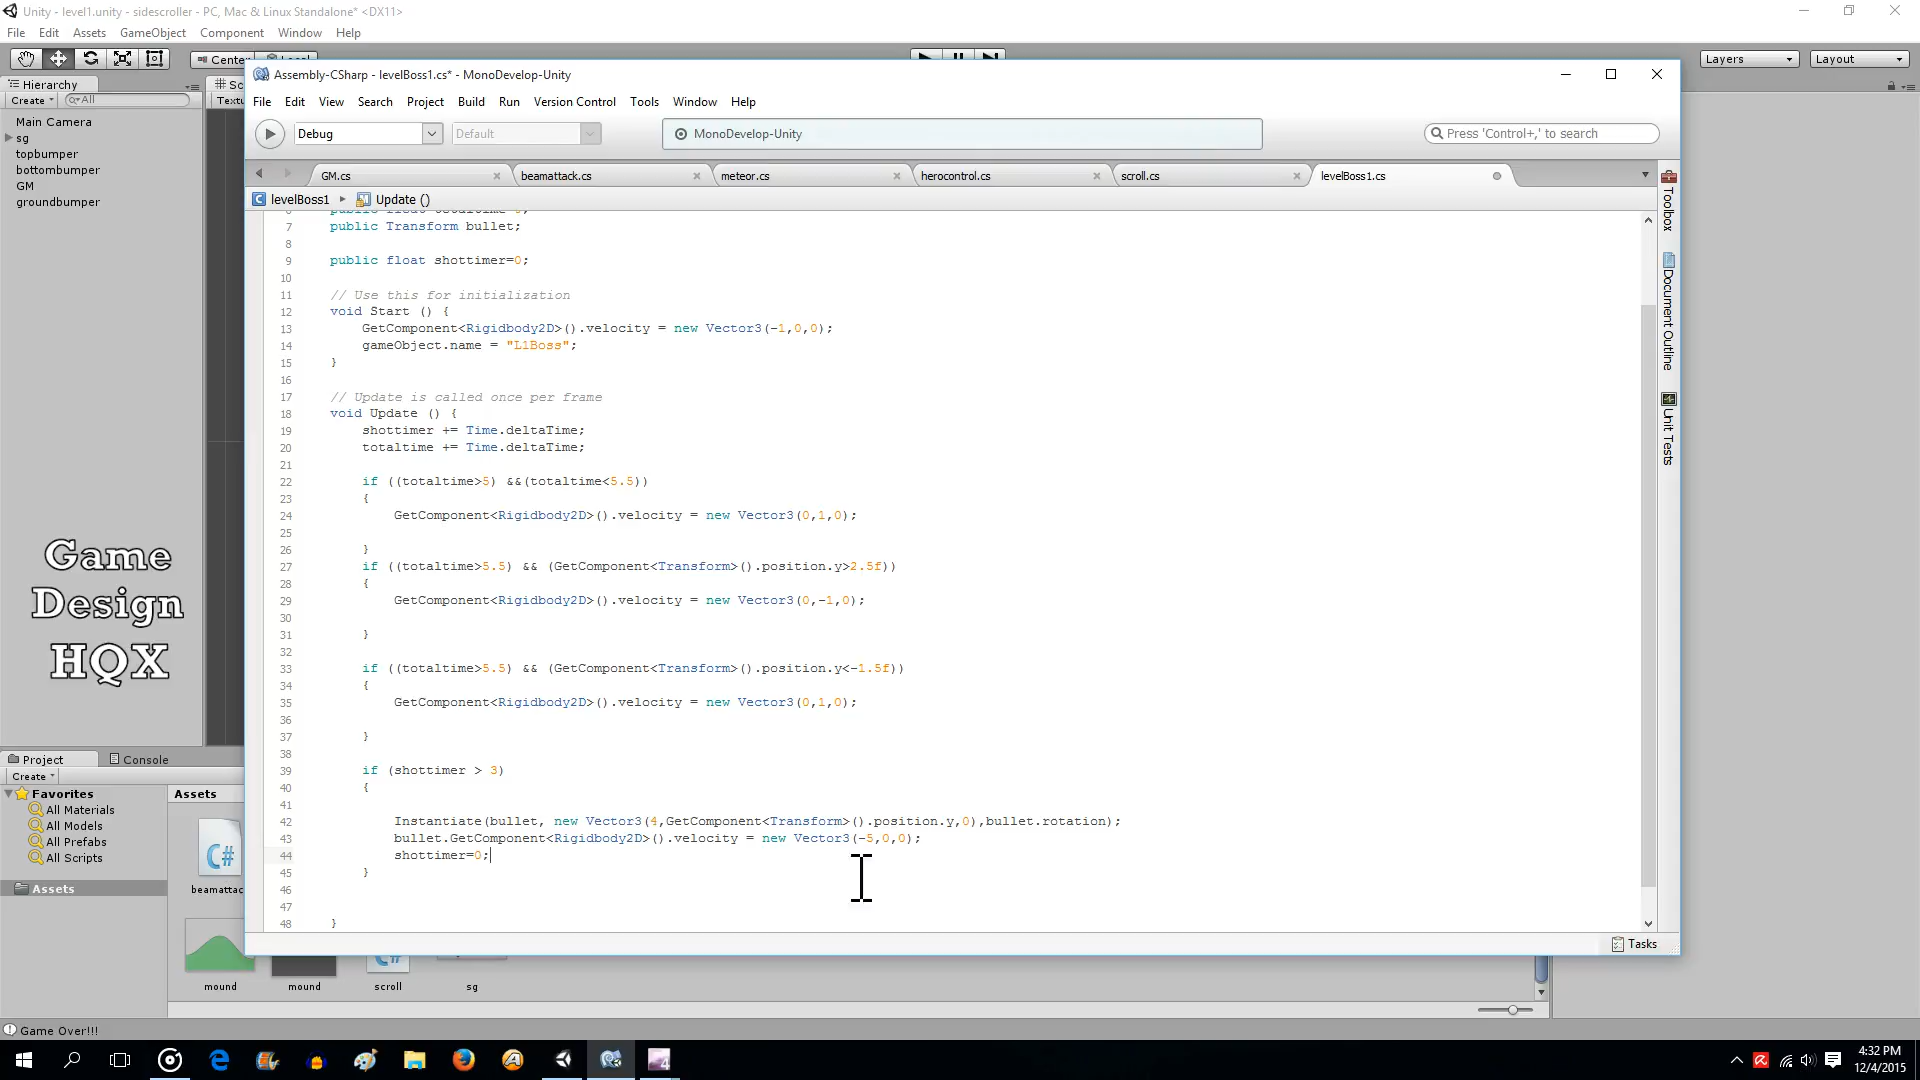 Unity - level1.unity - sidescroller - PC, Mac & Linux Standalone* <DX11>
File Edit Assets GameObject Component Window Help
Center Local
Layers Layout
Hierarchy
Create All
Main Camera
sg
topbumper
bottombumper
GM
groundbumper
Assembly-CSharp - levelBoss1.cs* - MonoDevelop-Unity
File Edit View Search Project Build Run Version Control Tools Window Help
Debug Default MonoDevelop-Unity Press 'Control+,' to search
GM.cs beamattack.cs meteor.cs herocontrol.cs scroll.cs levelBoss1.cs
levelBoss1 Update ()
6 public float totaltime=0;
7 public Transform bullet;
8
9 public float shottimer=0;
10
11 // Use this for initialization
12 void Start () {
13 GetComponent<Rigidbody2D>().velocity = new Vector3(-1,0,0);
14 gameObject.name = "L1Boss";
15 }
16
17 // Update is called once per frame
18 void Update () {
19 shottimer += Time.deltaTime;
20 totaltime += Time.deltaTime;
21
22 if ((totaltime>5) &&(totaltime<5.5))
23 {
24 GetComponent<Rigidbody2D>().velocity = new Vector3(0,1,0);
25
26 }
27 if ((totaltime>5.5) && (GetComponent<Transform>().position.y>2.5f))
28 {
29 GetComponent<Rigidbody2D>().velocity = new Vector3(0,-1,0);
30
31 }
32
33 if ((totaltime>5.5) && (GetComponent<Transform>().position.y<-1.5f))
34 {
35 GetComponent<Rigidbody2D>().velocity = new Vector3(0,1,0);
36
37 }
38
39 if (shottimer > 3)
40 {
41
42 Instantiate(bullet, new Vector3(4,GetComponent<Transform>().position.y,0),bullet.rotation);
43 bullet.GetComponent<Rigidbody2D>().velocity = new Vector3(-5,0,0);
44 shottimer=0;
45 }
46
47
48 }
Toolbox
Document Outline
Unit Tests
Tasks
Game
Design
HQX
Project Console
Create
Favorites
All Materials
All Models
All Prefabs
All Scripts
Assets
Assets
C#
beamattac
mound mound scroll sg
Game Over!!!
4:32 PM
12/4/2015